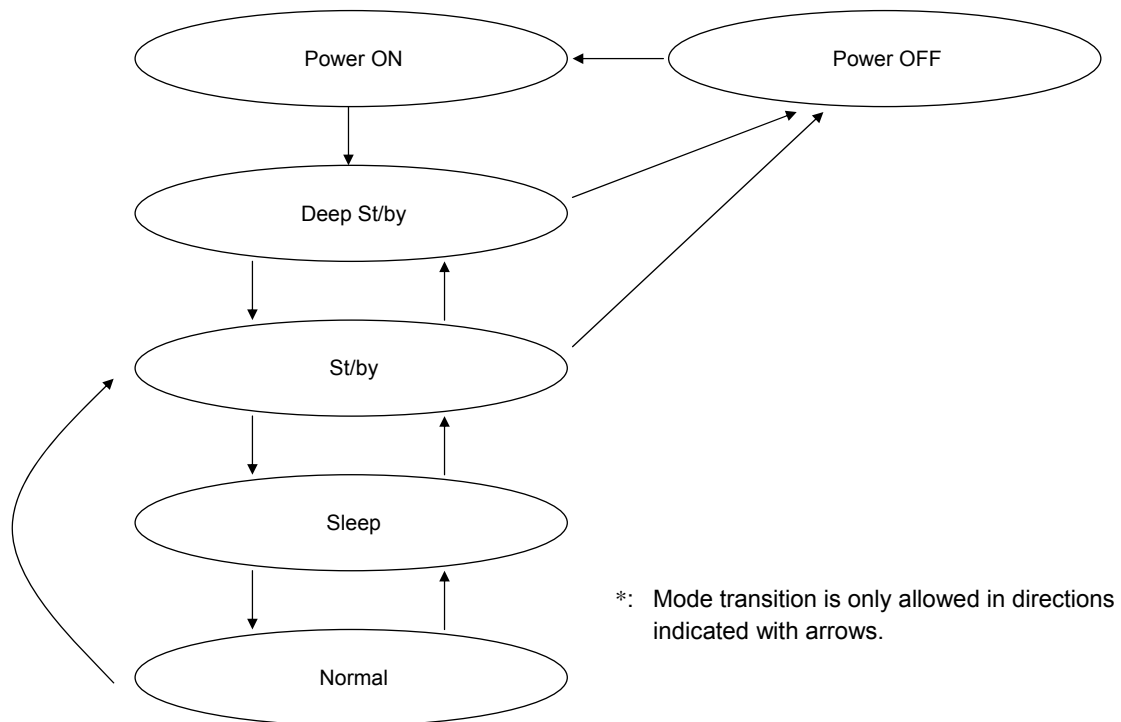 Power ON
Power OFF
Deep St/by
St/by
Sleep
Normal
*: Mode transition is only allowed in directions
indicated with arrows.